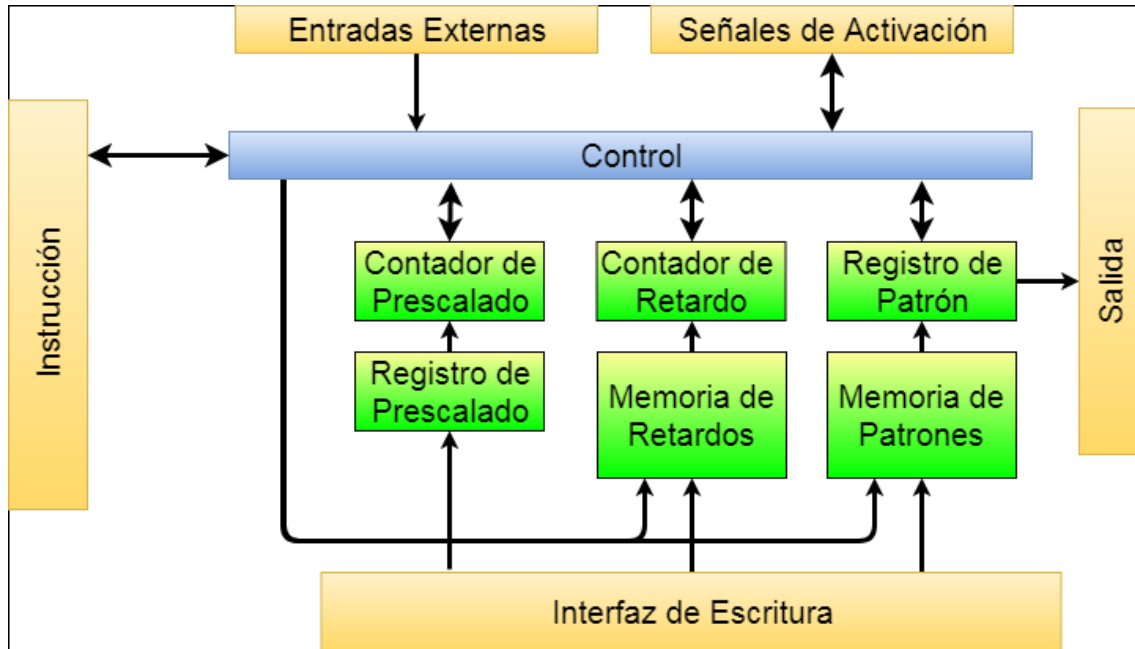 Entradas Externas
Señales de Activación
Instrucción
Control
Salida
Contador de
Prescalado
Contador de
Retardo
Registro de
Patrón
Registro de
Prescalado
Memoria de
Retardos
Memoria de
Patrones
Interfaz de Escritura